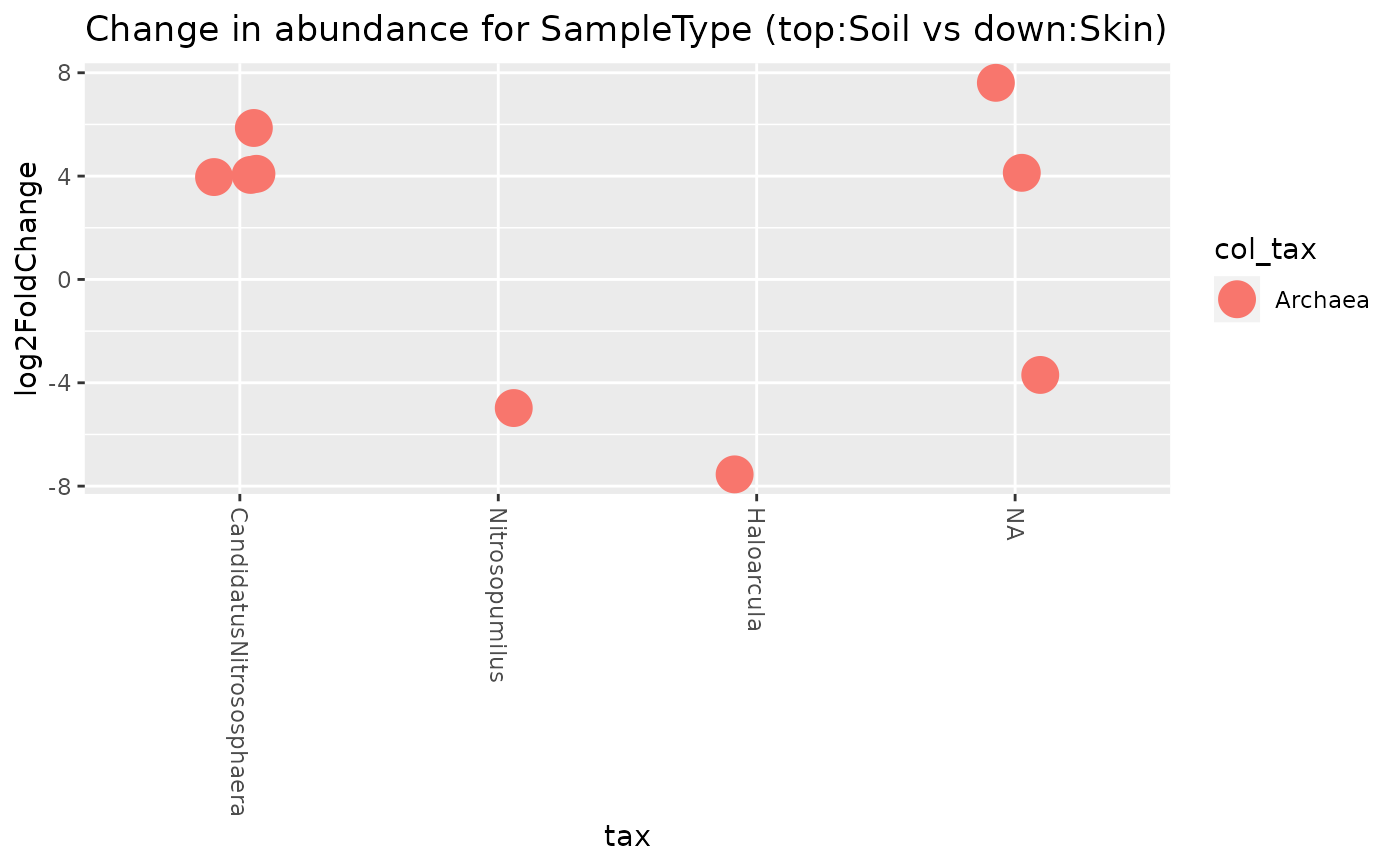 Change in abundance for SampleType (top:Soil vs down:Skin)
8
4
0
-4
-8
log2FoldChange
CandidatusNitrososphaera
Nitrosopumilus
Haloarcula
NA
tax
col_tax
Archaea